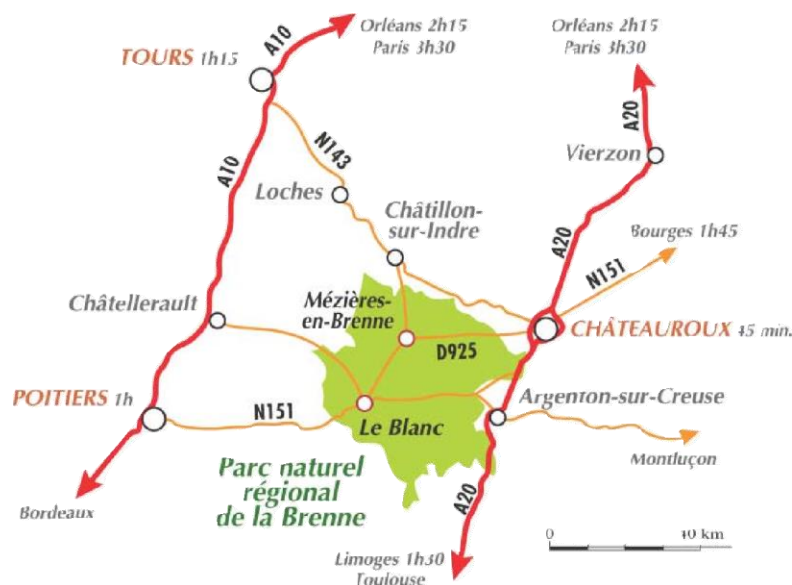 Orléans 2h15
Paris 3h30
Orléans 2h15
Paris 3h30
A10
TOURS 1h15
A20
N143
Vierzon
A10
Loches
Châtillon-
sur-Indre
A20
Bourges 1h45
N151
Châtellerault
Mézières-
en-Brenne
D925
CHÂTEAUROUX 45 min.
POITIERS 1h
N151
Le Blanc
Argenton-sur-Creuse
Parc naturel
régional
de la Brenne
Montluçon
Bordeaux
A20
0 40 km
Limoges 1h30
Toulouse